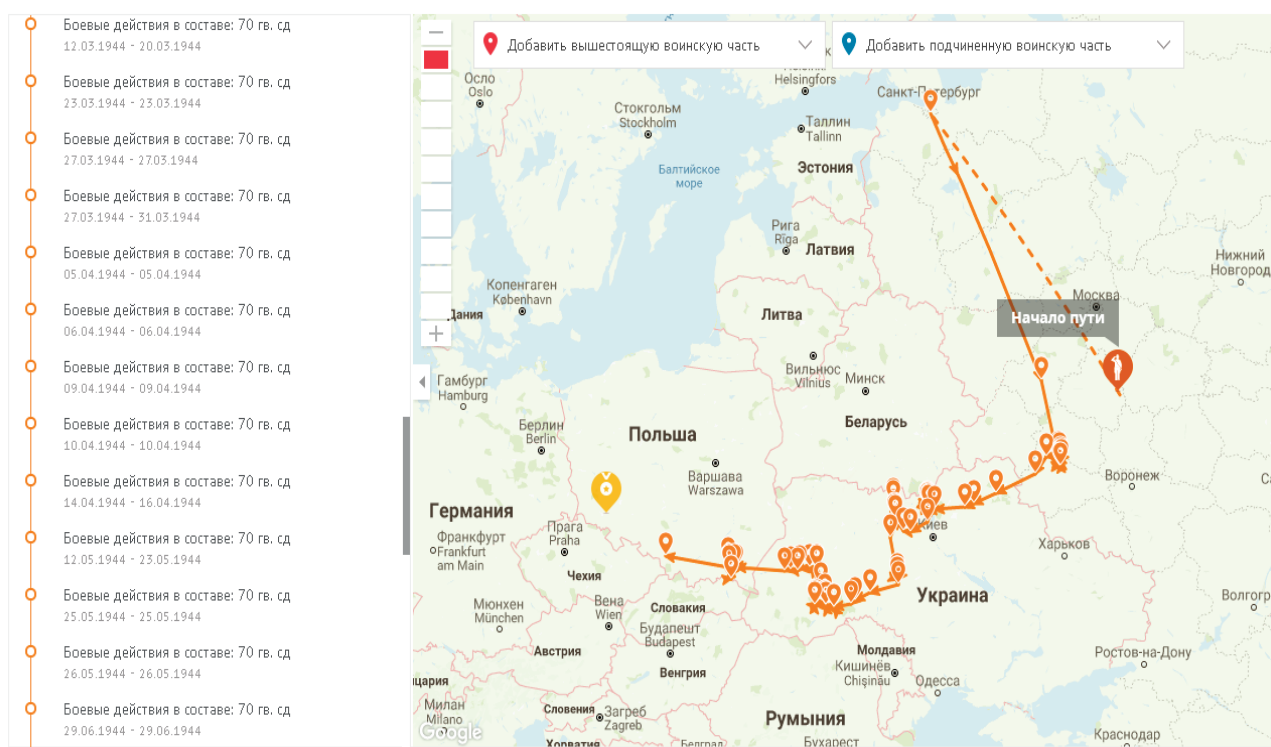 Боевые действия в составе: 70 гв. сд
12.03.1944 - 20.03.1944
Боевые действия в составе: 70 гв. сд
23.03.1944 - 23.03.1944
Боевые действия в составе: 70 гв. сд
27.03.1944 - 27.03.1944
Боевые действия в составе: 70 гв. сд
27.03.1944 - 31.03.1944
Боевые действия в составе: 70 гв. сд
05.04.1944 - 05.04.1944
Боевые действия в составе: 70 гв. сд
06.04.1944 - 06.04.1944
Боевые действия в составе: 70 гв. сд
09.04.1944 - 09.04.1944
Боевые действия в составе: 70 гв. сд
10.04.1944 - 10.04.1944
Боевые действия в составе: 70 гв. сд
14.04.1944 - 16.04.1944
Боевые действия в составе: 70 гв. сд
12.05.1944 - 23.05.1944
Боевые действия в составе: 70 гв. сд
25.05.1944 - 25.05.1944
Боевые действия в составе: 70 гв. сд
26.05.1944 - 26.05.1944
Боевые действия в составе: 70 гв. сд
29.06.1944 - 29.06.1944
Добавить вышестоящую воинскую часть
Добавить подчиненную воинскую часть
Осло
Oslo
Helsingfors
Санкт-Петербург
Стокгольм
Stockholm
Таллин
Tallinn
Балтийское
море
Эстония
Рига
Rīga
Латвия
Нижний
Новгород
Копенгаген
København
Москва
Начало пути
Дания
Литва
Вильнюс
Vilnius
Минск
Гамбург
Hamburg
Беларусь
Берлин
Berlin
Польша
Варшава
Warszawa
Воронеж
Германия
Прага
Praha
Киев
Франкфурт
Frankfurt
am Main
Харьков
Чехия
Украина
Волгогр
Мюнхен
München
Вена
Wien
Словакия
Будапешт
Budapest
Австрия
Молдавия
Ростов-на-Дону
Кишинёв
Chișinău
Одесса
Венгрия
цария
Милан
Milano
Словения
Загреб
Zagreb
Румыния
Google
Хорватия
Белград
Бухарест
Краснодар